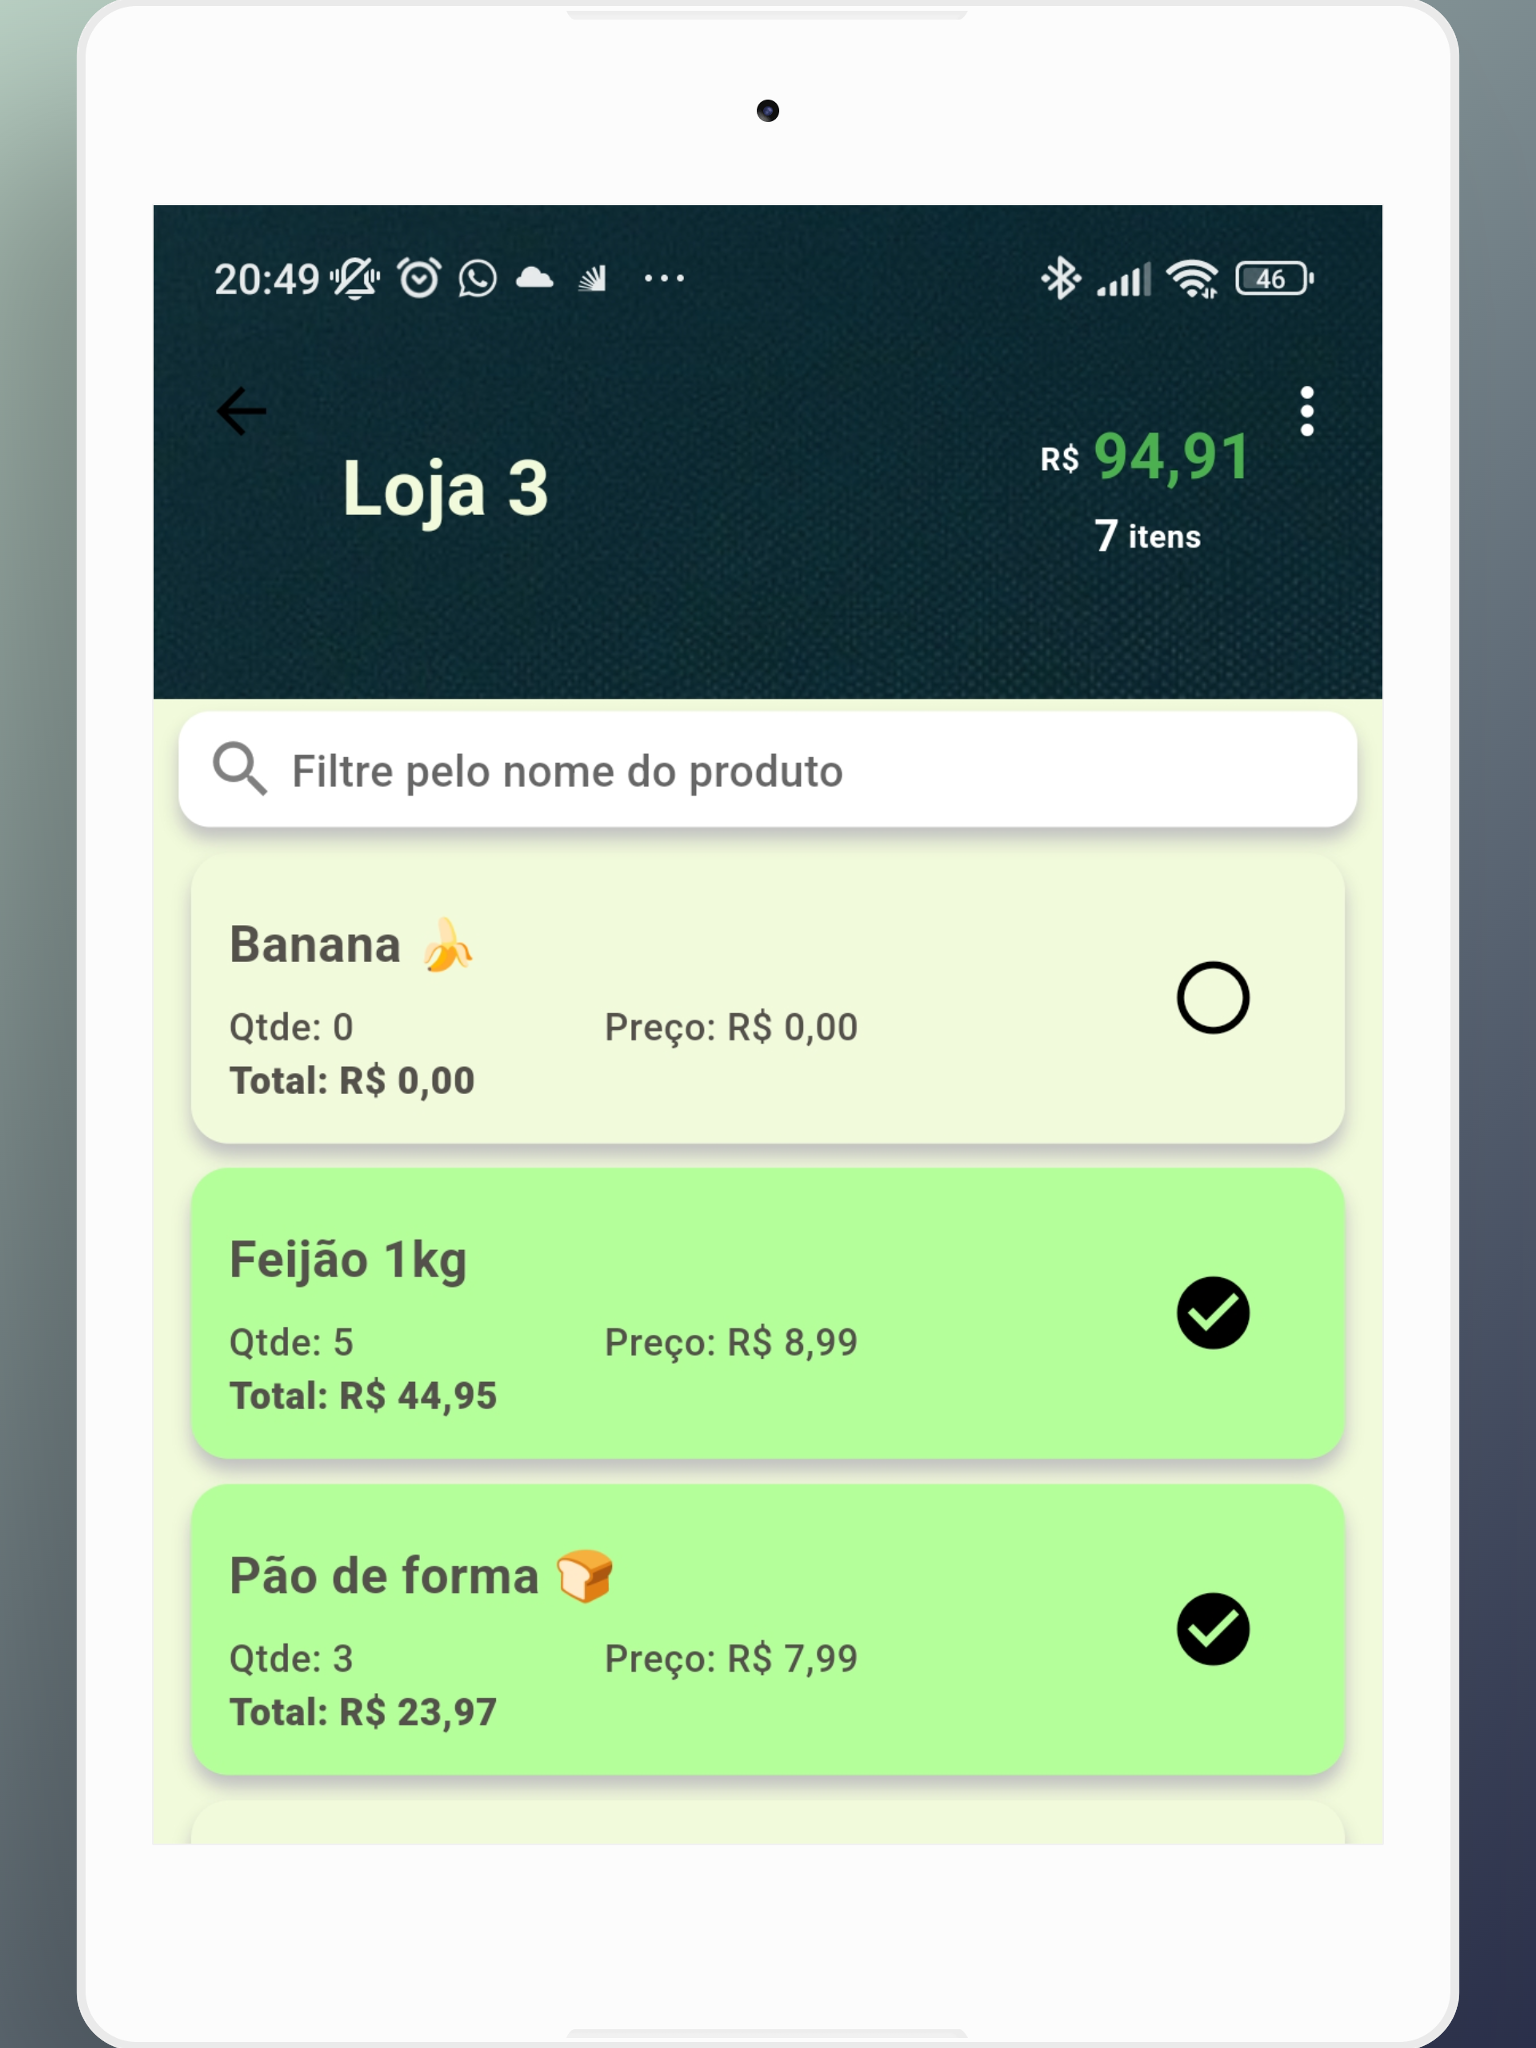 20:49
46
Loja 3
R$ 94,91
7 itens
Filtre pelo nome do produto
Banana 🍌
Qtde: 0 Preço: R$ 0,00
Total: R$ 0,00
Feijão 1kg
Qtde: 5 Preço: R$ 8,99
Total: R$ 44,95
Pão de forma 🍞
Qtde: 3 Preço: R$ 7,99
Total: R$ 23,97